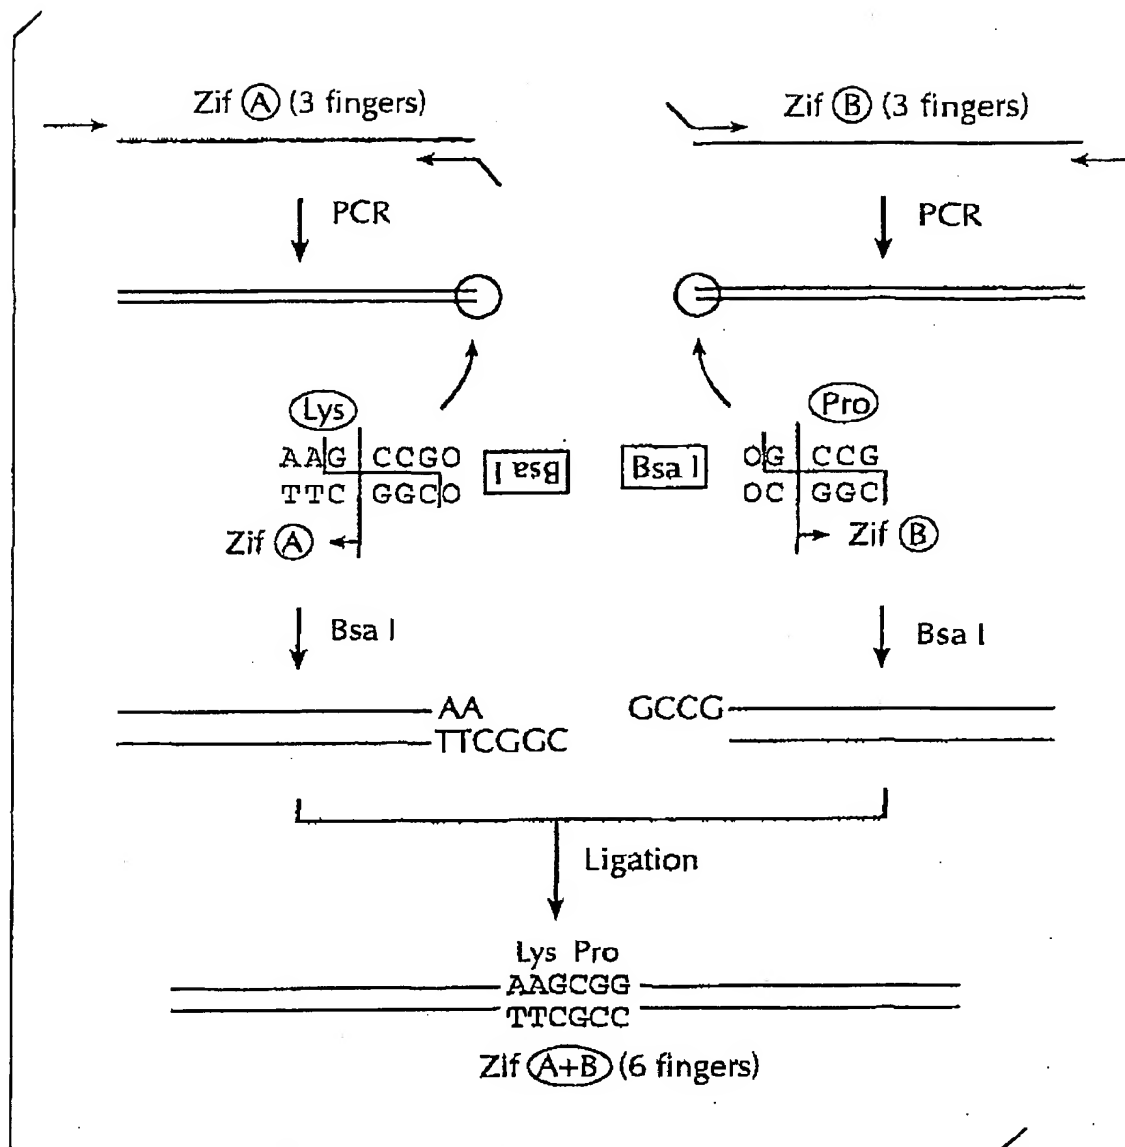 Zif A (3 fingers) Zif B (3 fingers)
PCR PCR
Lys Pro
AAG CCGO Bsa I Bsa I OG CCG
TTC GGCO OC GGC
Zif A Zif B
Bsa I Bsa I
AA GCCG
TTCGGC
Ligation
Lys Pro
AAGCGG
TTCGCC
Zif A+B (6 fingers)